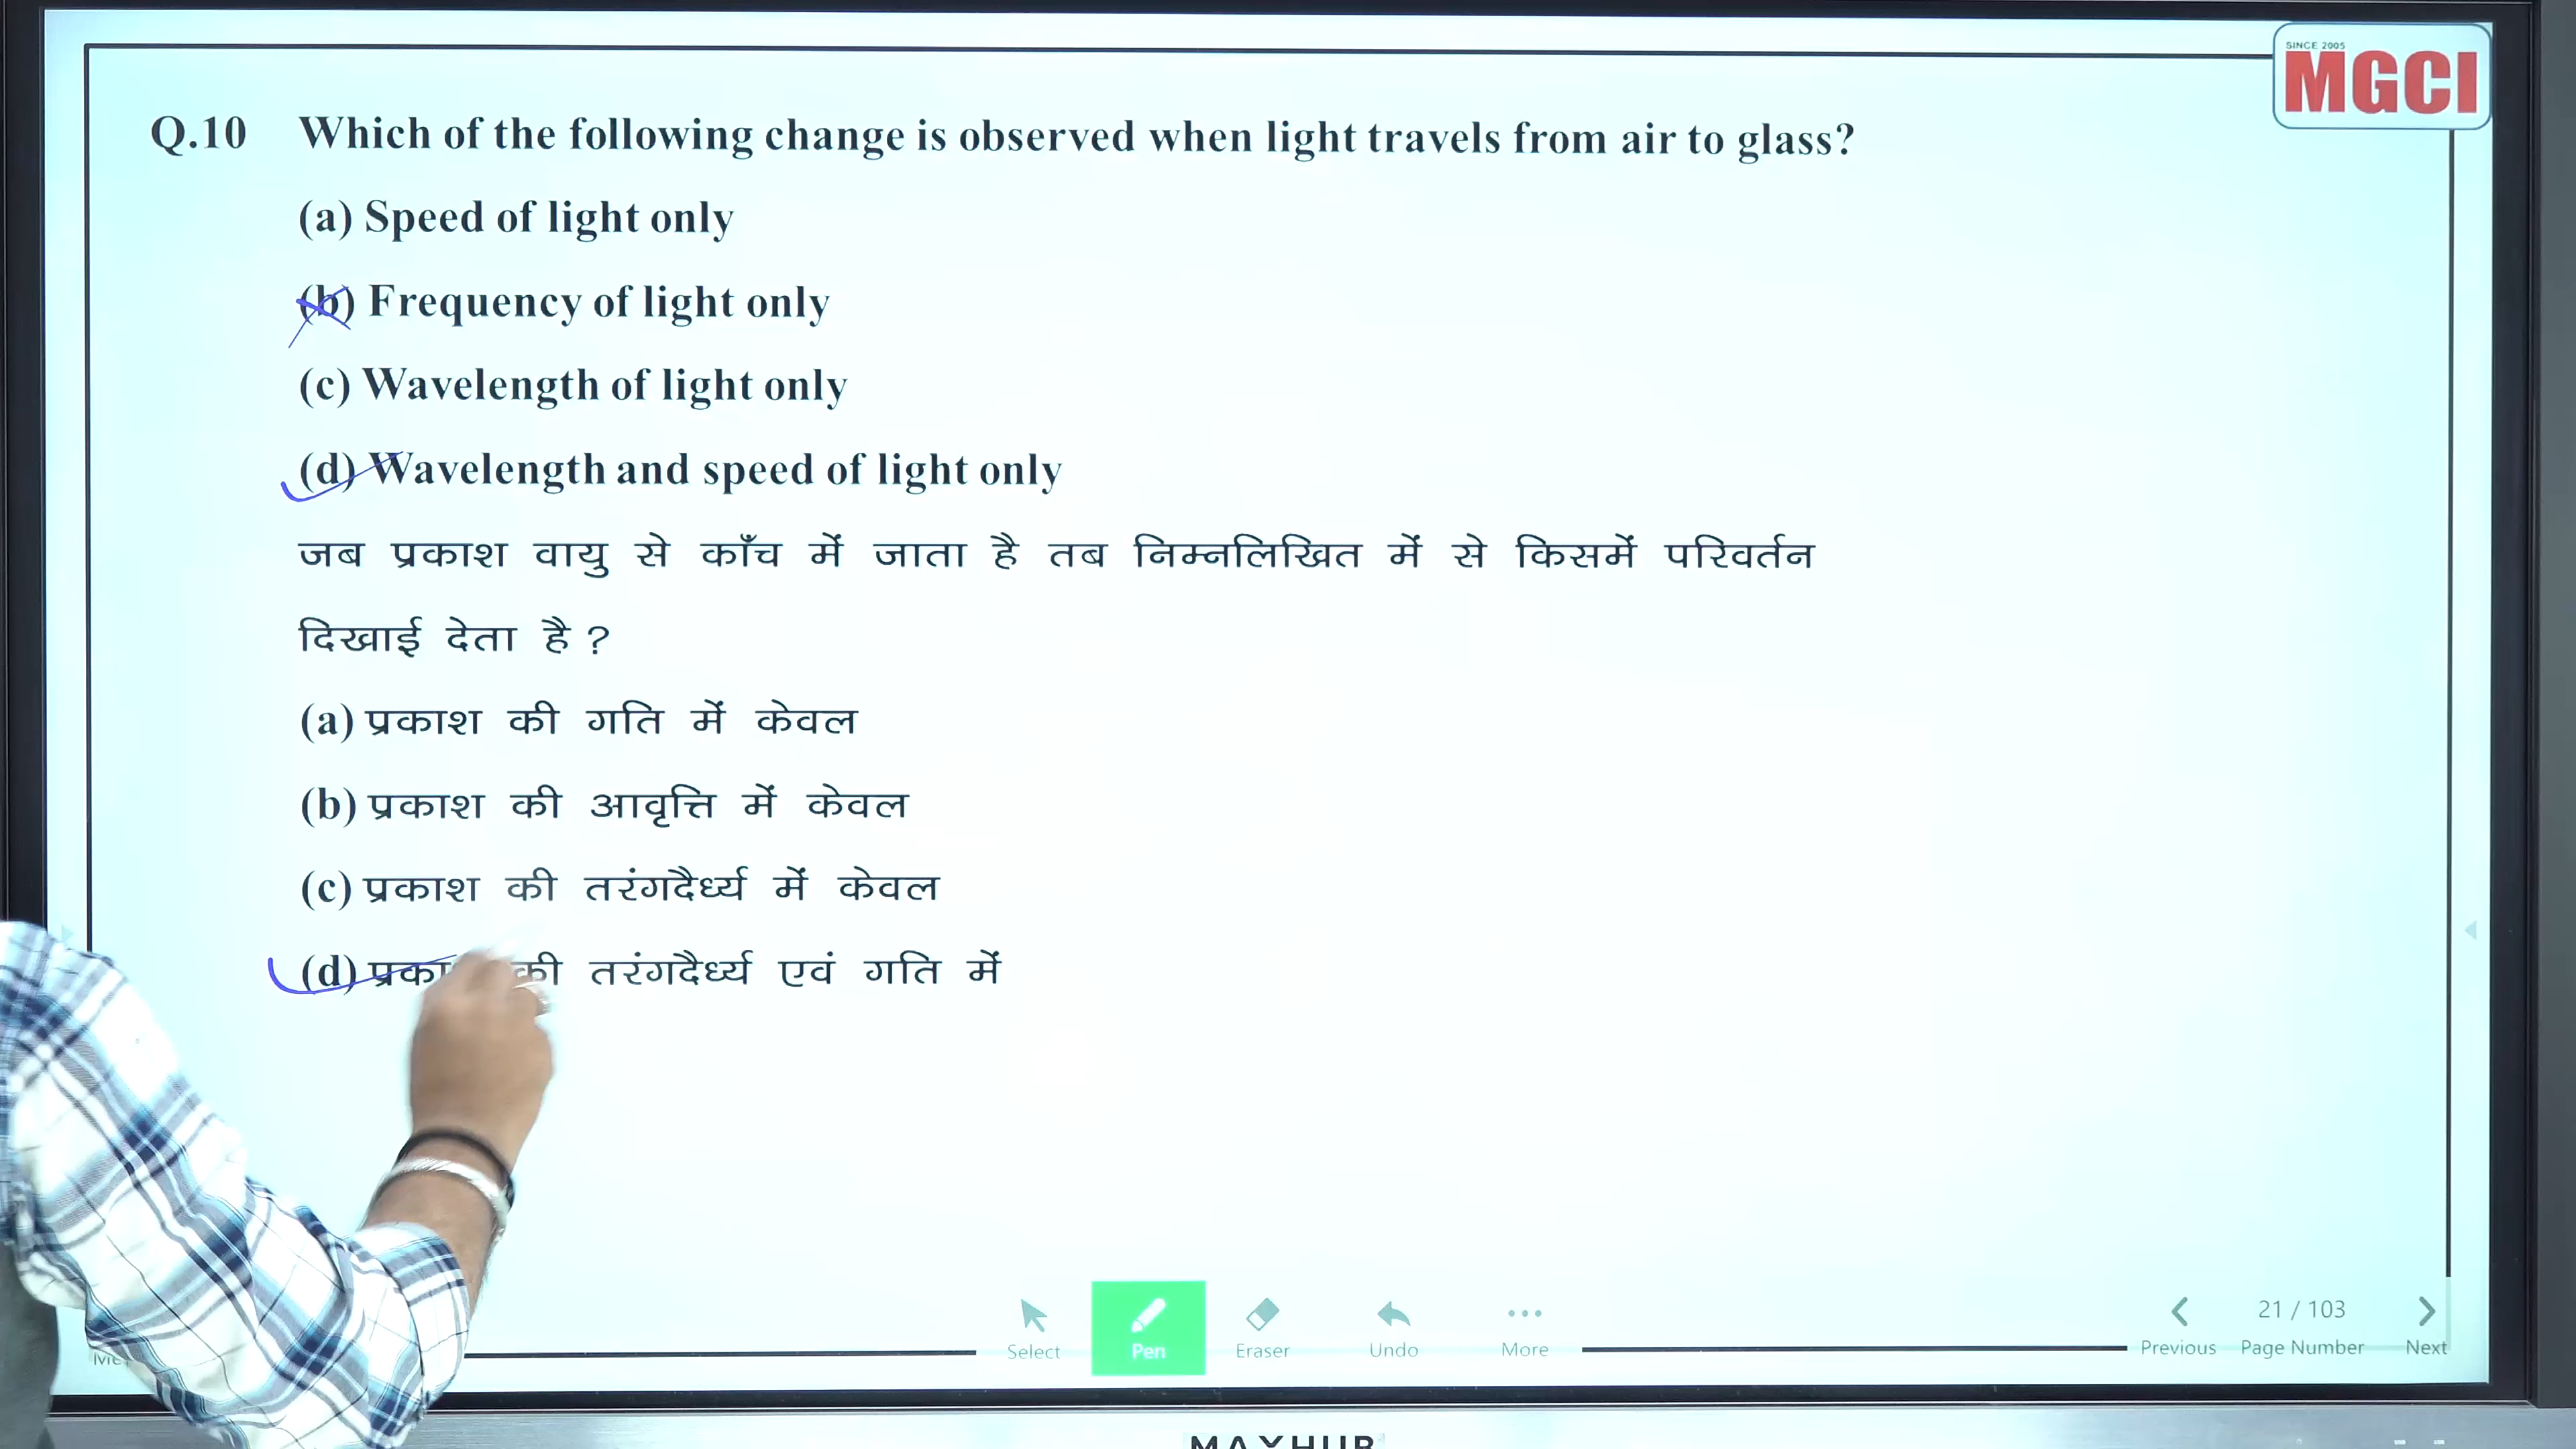 SINCE 2005
MGCI
Q.10 Which of the following change is observed when light travels from air to glass?
(a) Speed of light only
(b) Frequency of light only
(c) Wavelength of light only
(d) Wavelength and speed of light only
जब प्रकाश वायु से काँच में जाता है तब निम्नलिखित में से किसमें परिवर्तन
दिखाई देता है ?
(a) प्रकाश की गति में केवल
(b) प्रकाश की आवृत्ति में केवल
(c) प्रकाश की तरंगदैर्ध्य में केवल
(d) की तरंगदैर्ध्य एवं गति में
Select Pen Eraser Undo More
21 / 103
Previous Page Number Next
MAXHUB